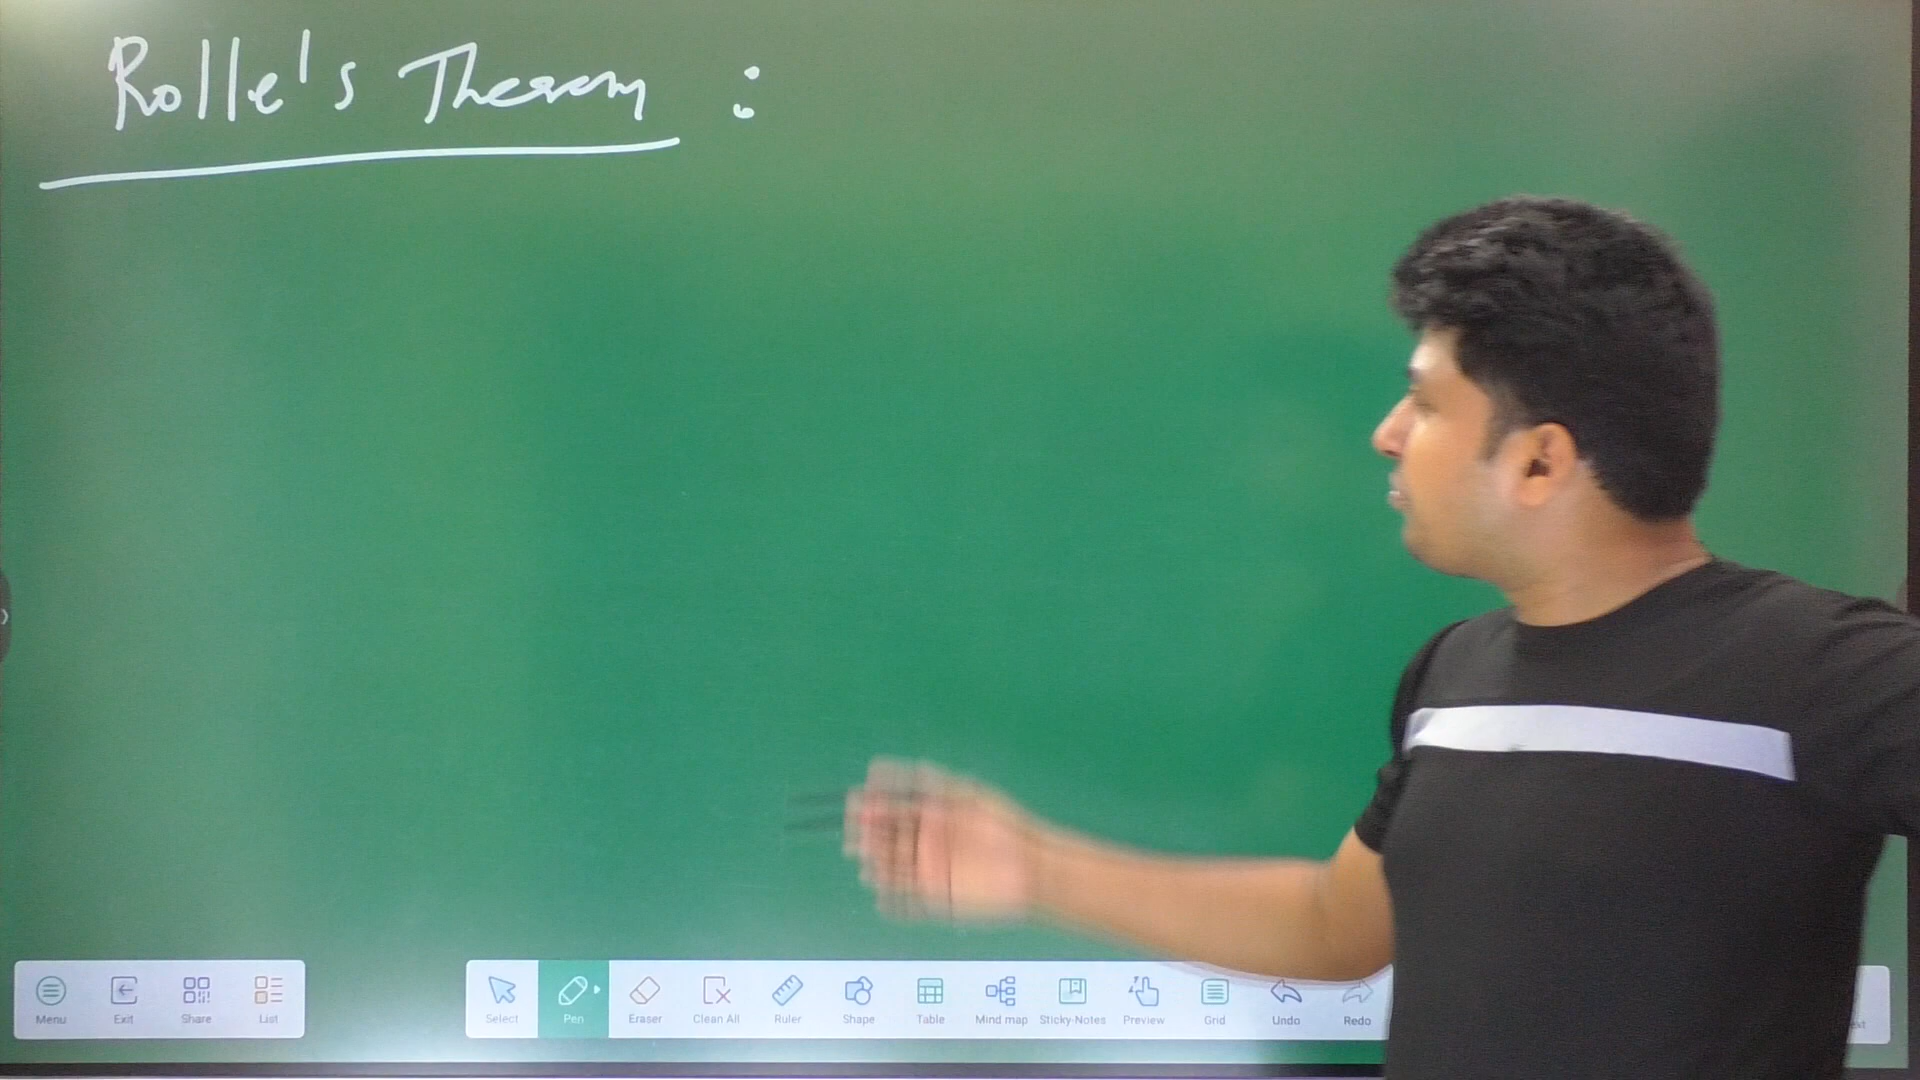 Rolle's Theorem :
Menu Exit Share List Select Pen Eraser Clean All Ruler Shape Table Mind map Sticky-Notes Preview Grid Undo Redo